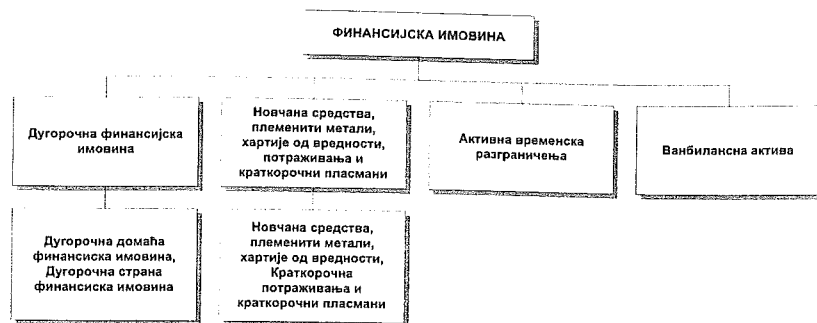 ФИНАНСИЈСКА ИМОВИНА
Дугорочна финансијска
имовина
Новчана средства,
племенити метали,
хартије од вредности,
потраживања и
краткорочни пласмани
Активна временска
разграничења
Ванбилансна актива
Дугорочна домаћа
финансиска имовина,
Дугорочна страна
финансиска имовина
Новчана средства,
племенити метали,
хартије од вредности,
Краткорочна
потраживања и
краткорочни пласмани